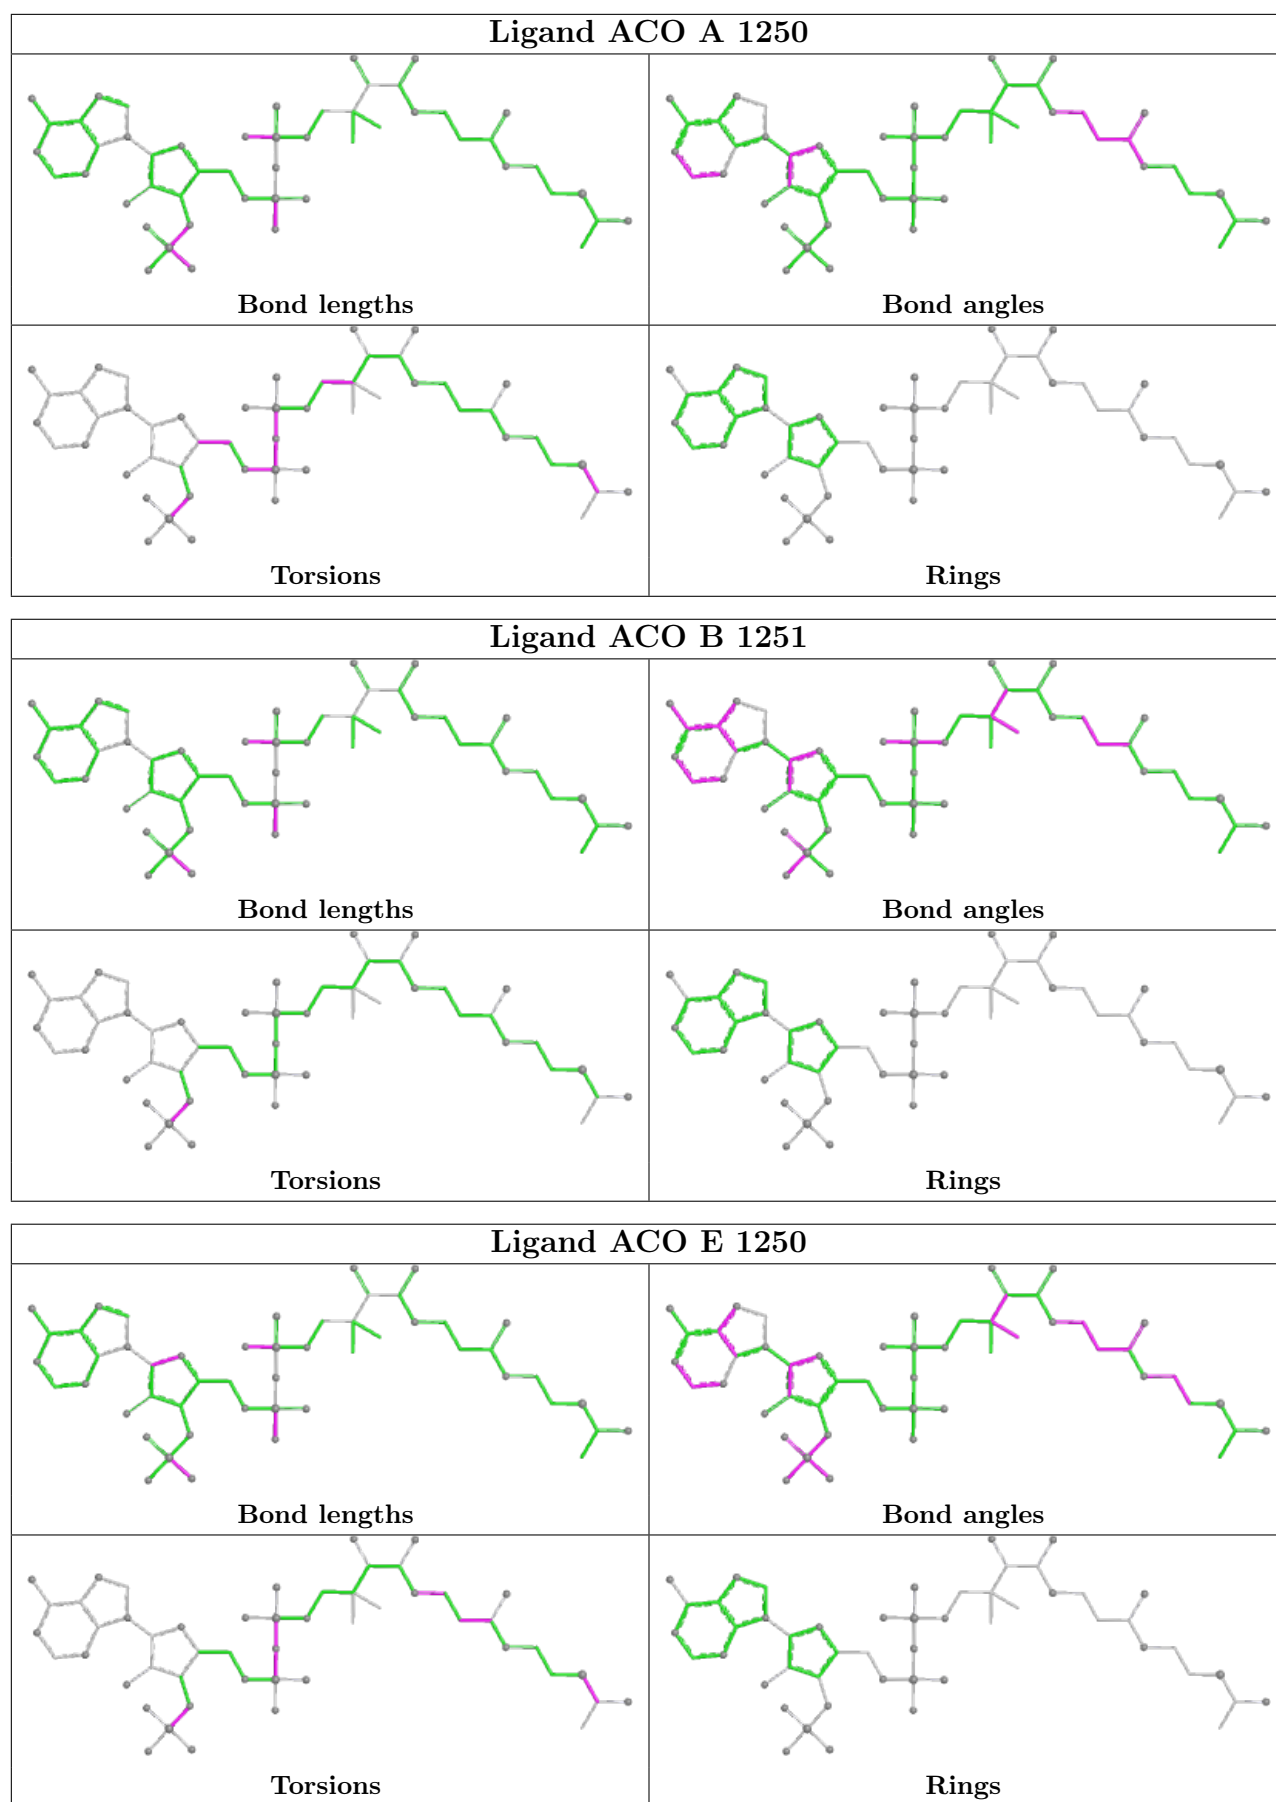 Ligand ACO A 1250
Bond lengths
Bond angles
Torsions
Rings
Ligand ACO B 1251
Bond lengths
Bond angles
Torsions
Rings
Ligand ACO E 1250
Bond lengths
Bond angles
Torsions
Rings